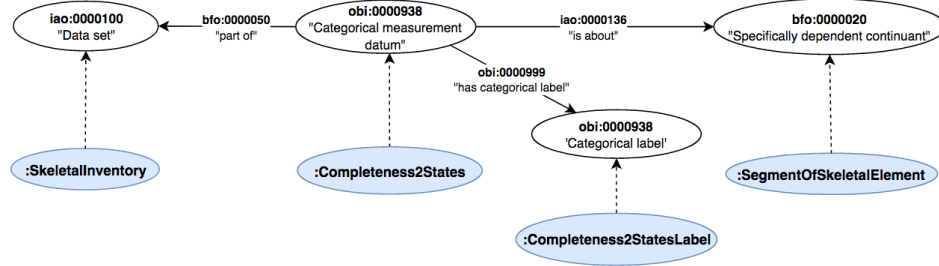 iao:0000100
"Data set"
bfo:0000050
"part of"
obi:0000938
"Categorical measurement
datum"
iao:0000136
"is about"
bfo:0000020
"Specifically dependent continuant"
obi:0000999
"has categorical label"
obi:0000938
'Categorical label'
:SkeletalInventory
:Completeness2States
:SegmentOfSkeletalElement
:Completeness2StatesLabel